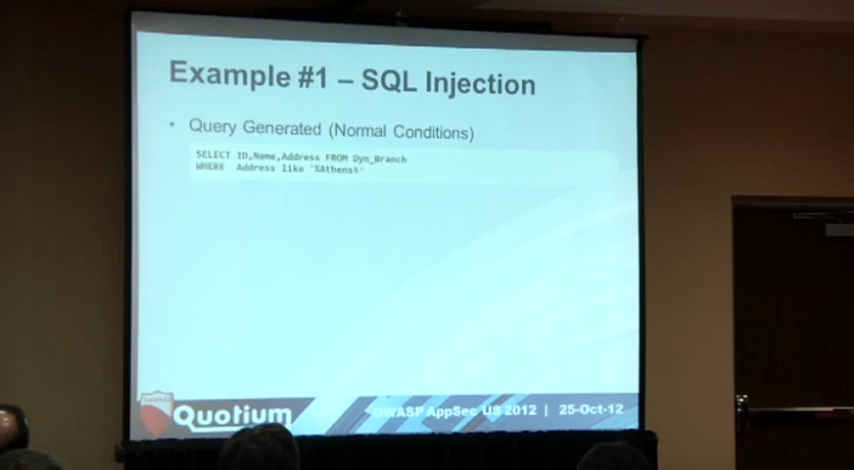 Example #1 – SQL Injection
• Query Generated (Normal Conditions)
SELECT ID,Name,Address FROM Dyn_Branch
WHERE Address like '%Athens%'
Quotium
OWASP AppSec US 2012 | 25-Oct-12